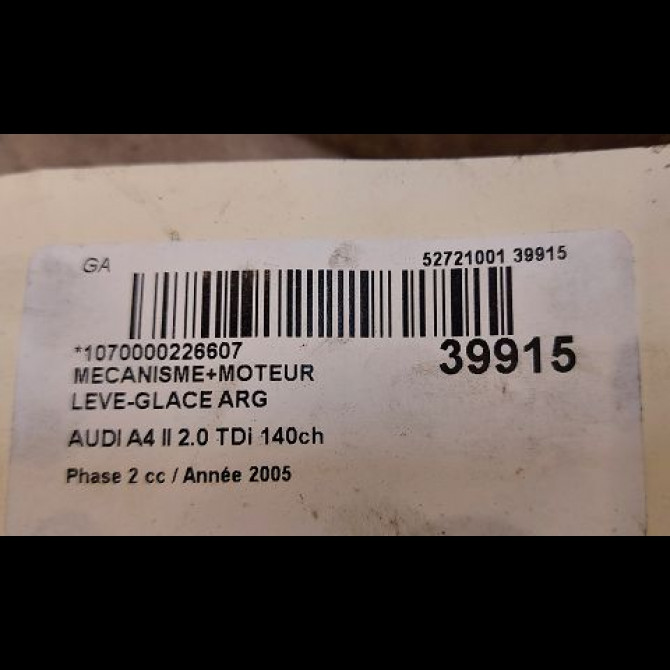 GA
52721001 39915
*1070000226607
39915
MECANISME+MOTEUR
LEVE-GLACE ARG
AUDI A4 II 2.0 TDi 140ch
Phase 2 cc / Année 2005